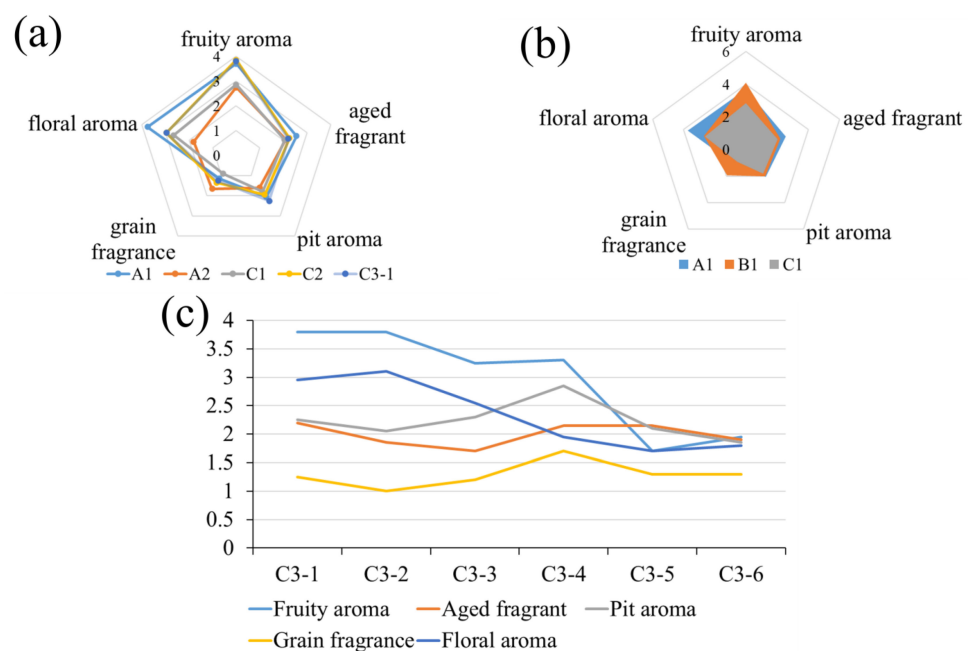 (a)
fruity aroma
4
3
2
1
0
aged
fragrant
pit aroma
grain
fragrance
floral aroma
A1 A2 C1 C2 C3-1
(b)
fruity aroma
6
4
2
0
aged fragrant
pit aroma
grain
fragrance
floral aroma
A1 B1 C1
(c)
4
3.5
3
2.5
2
1.5
1
0.5
0
C3-1 C3-2 C3-3 C3-4 C3-5 C3-6
Fruity aroma Aged fragrant Pit aroma
Grain fragrance Floral aroma